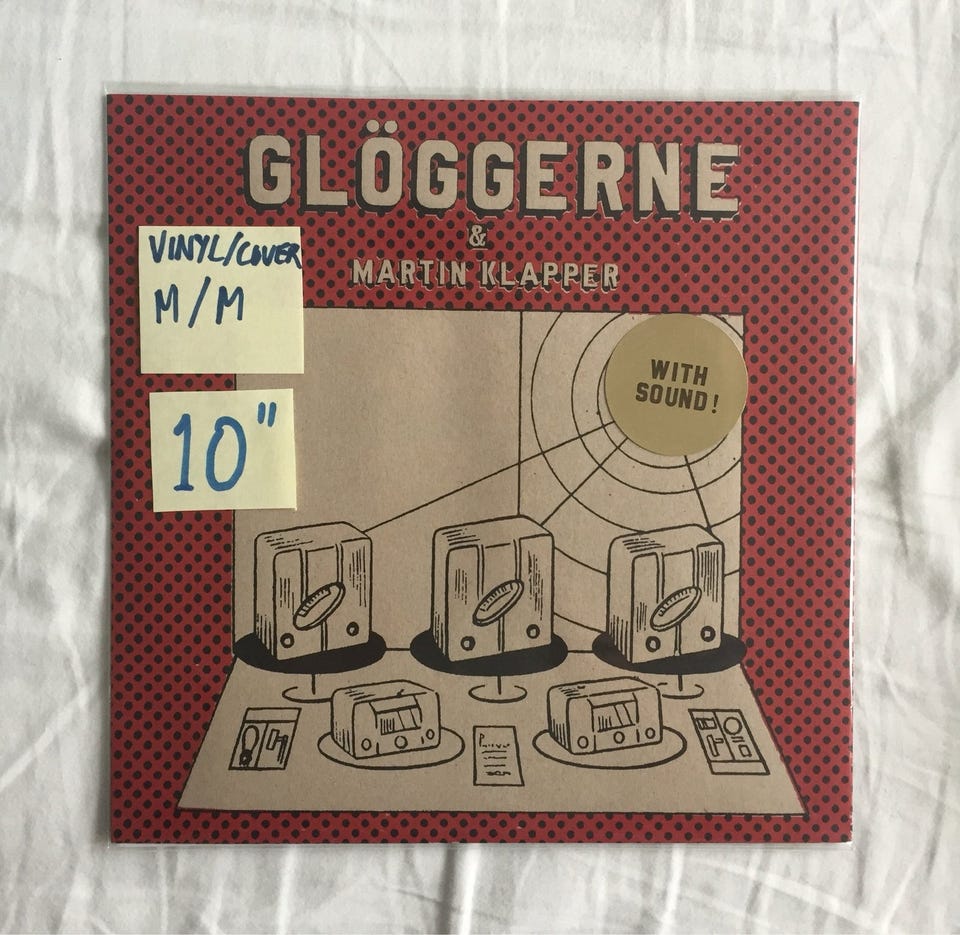 GLÖGGERNE
&
MARTIN KLAPPER
VINYL/COVER
M/M
WITH
SOUND!
10"